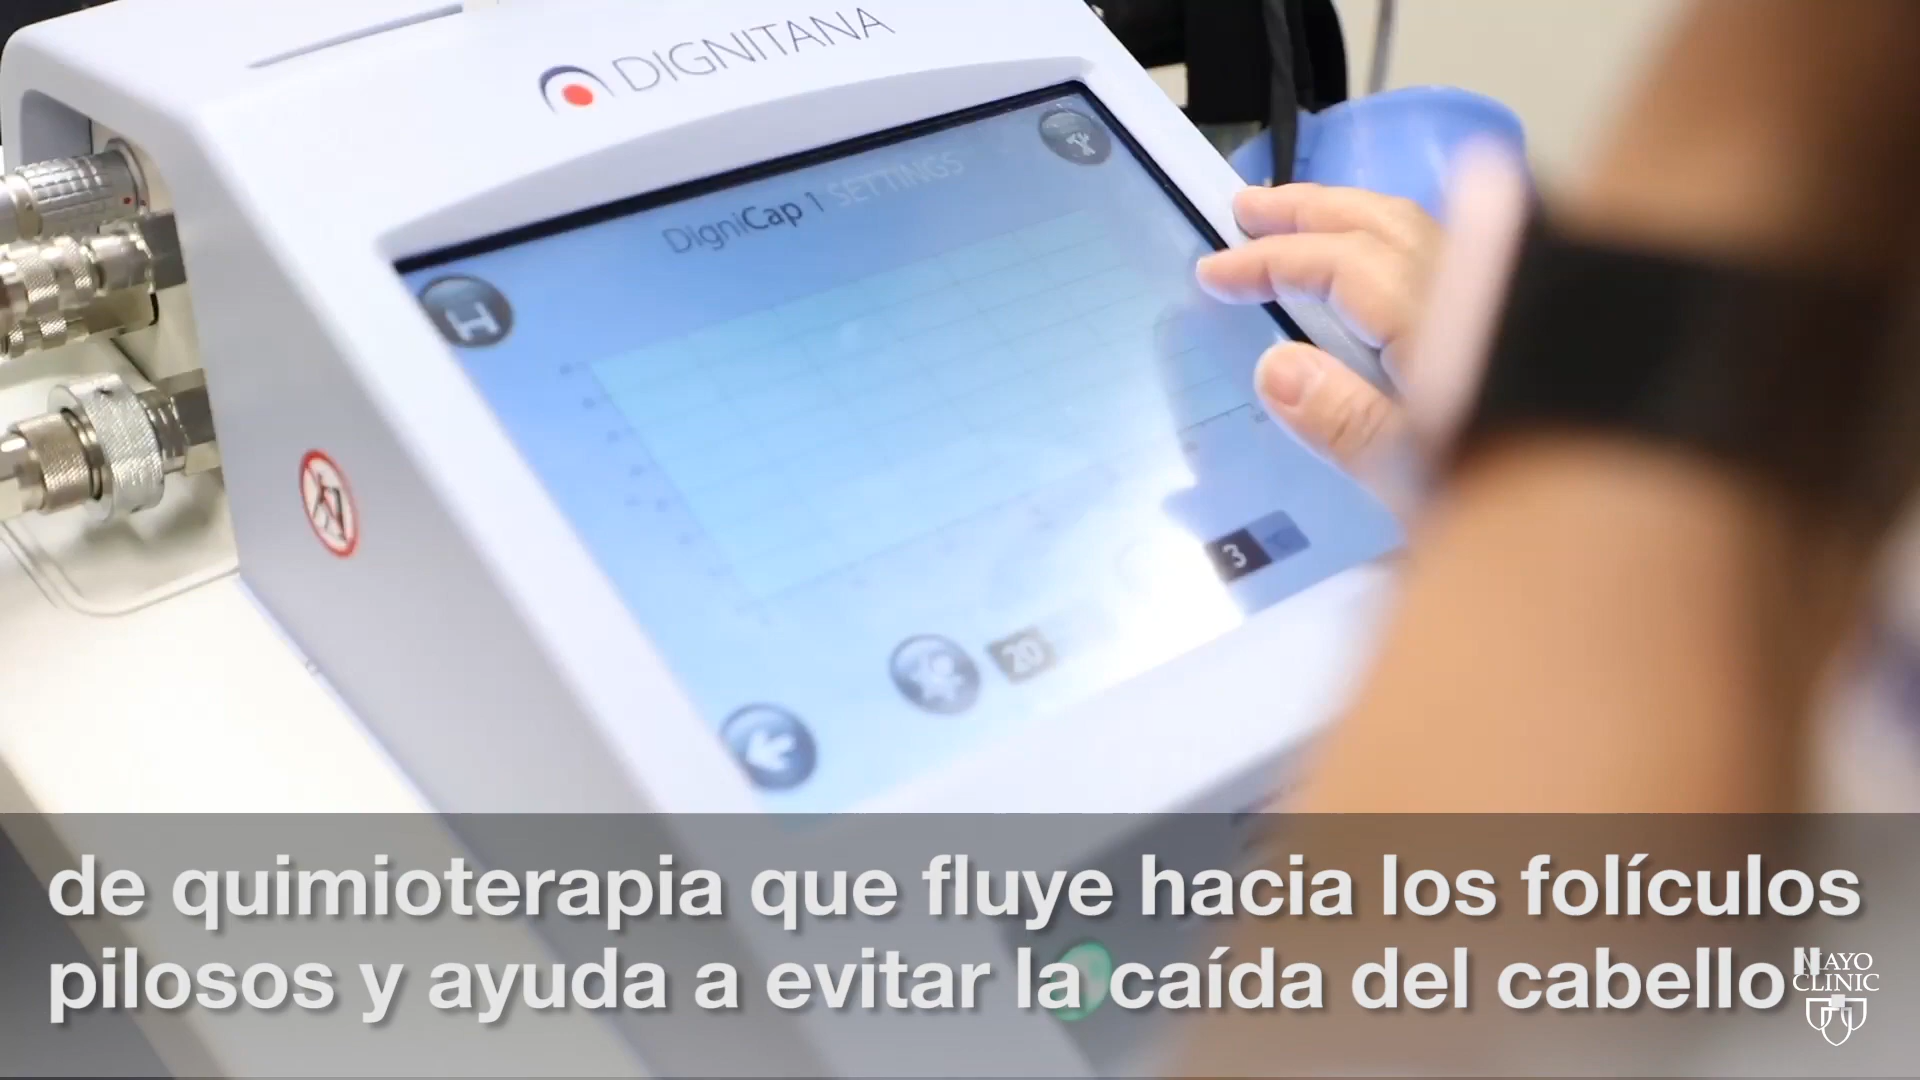 DIGNITANA
DigniCap 1 SETTINGS
3
20
de quimioterapia que fluye hacia los folículos
pilosos y ayuda a evitar la caída del cabello"
MAYO
CLINIC